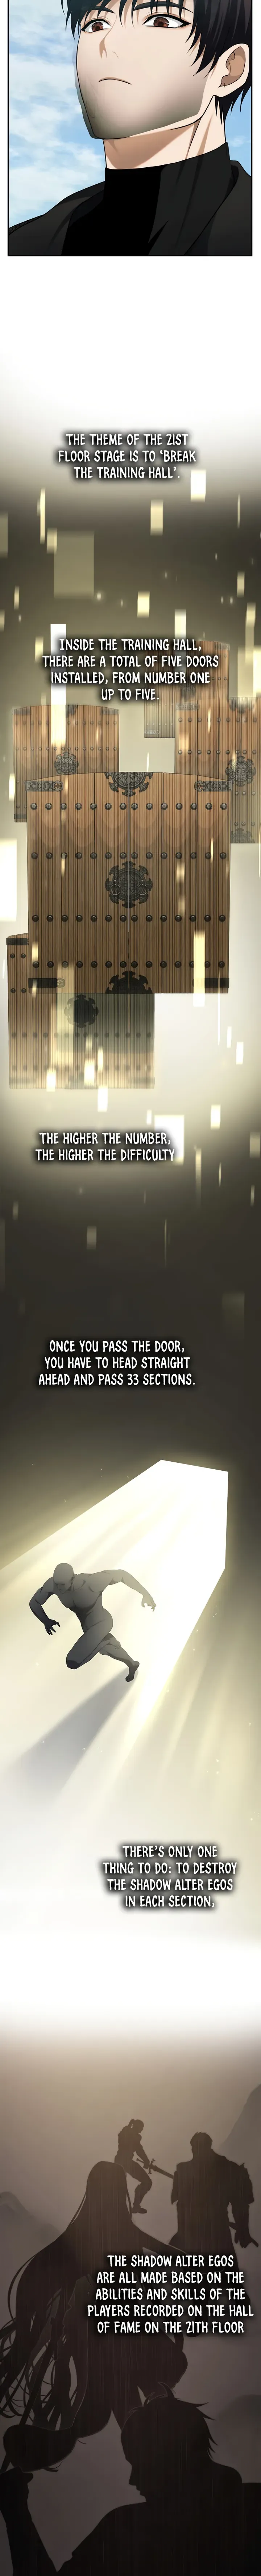 THE THEME OF THE 21ST
FLOOR STAGE IS TO 'BREAK
THE TRAINING HALL'.
INSIDE THE TRAINING HALL,
THERE ARE A TOTAL OF FIVE DOORS
INSTALLED, FROM NUMBER ONE
UP TO FIVE.
THE HIGHER THE NUMBER,
THE HIGHER THE DIFFICULTY
ONCE YOU PASS THE DOOR,
YOU HAVE TO HEAD STRAIGHT
AHEAD AND PASS 33 SECTIONS.
THERE'S ONLY ONE
THING TO DO: TO DESTROY
THE SHADOW ALTER EGOS
IN EACH SECTION,
THE SHADOW ALTER EGOS
ARE ALL MADE BASED ON THE
ABILITIES AND SKILLS OF THE
PLAYERS RECORDED ON THE HALL
OF FAME ON THE 21TH FLOOR